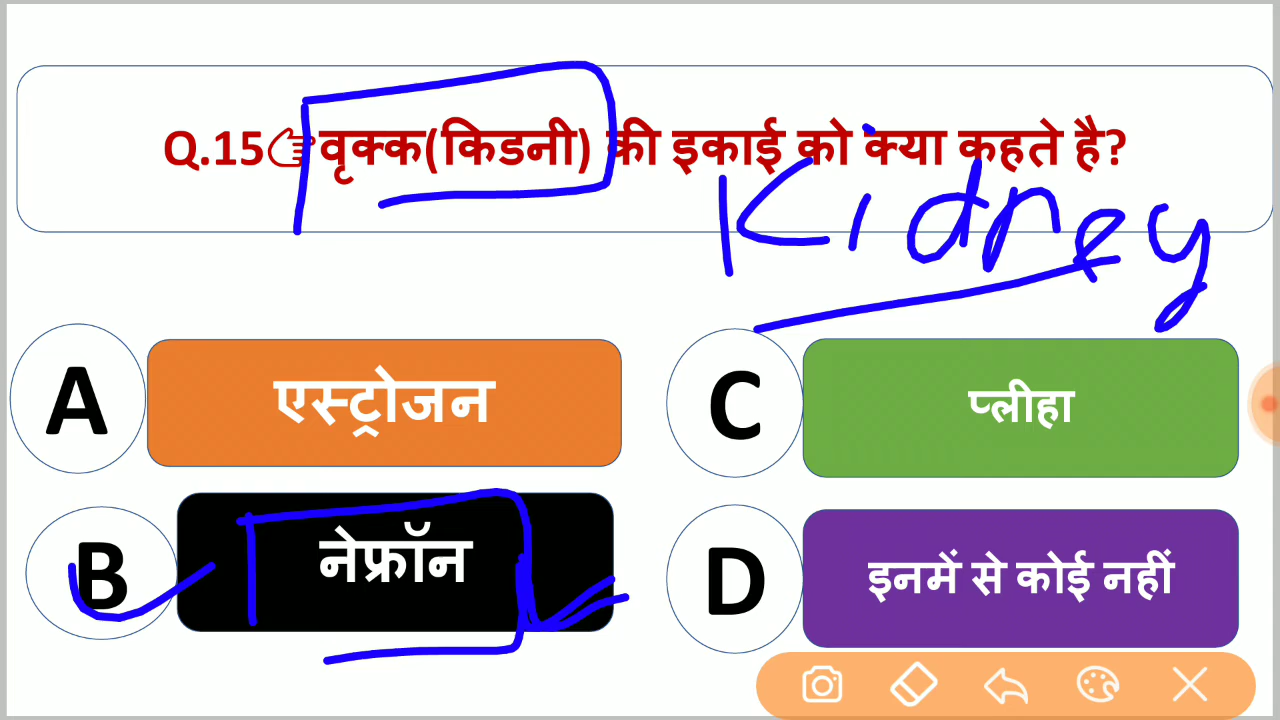 Q.15👉वृक्क(किडनी) की इकाई को क्या कहते है?
Kidney
A एस्ट्रोजन
C प्लीहा
B नेफ्रॉन
D इनमें से कोई नहीं